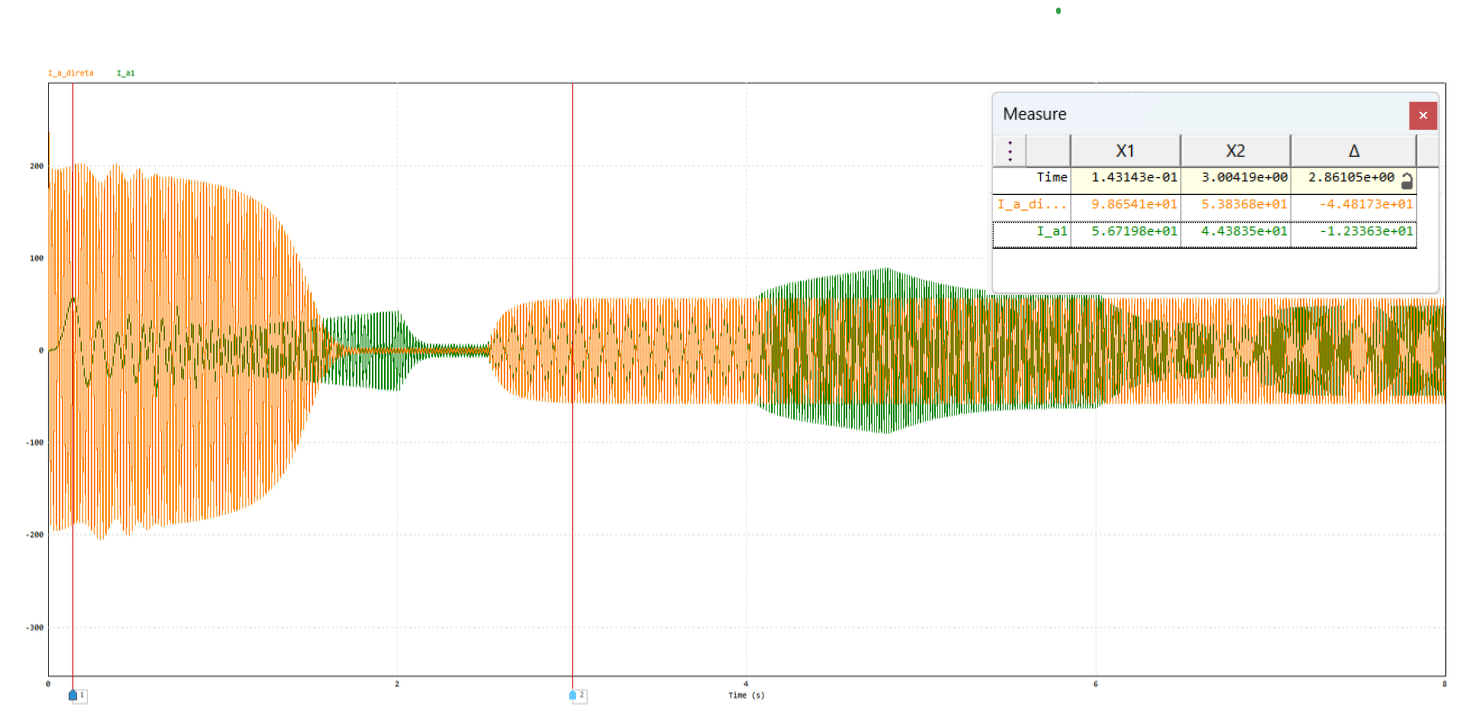 I_a_direta I_a1
Measure
X1 X2 Δ
Time 1.43143e-01 3.00419e+00 2.86105e+00
I_a_di... 9.86541e+01 5.38368e+01 -4.48173e+01
I_a1 5.67198e+01 4.43835e+01 -1.23363e+01
200
100
0
-100
-200
-300
0 2 4 6 8
1 2
Time (s)